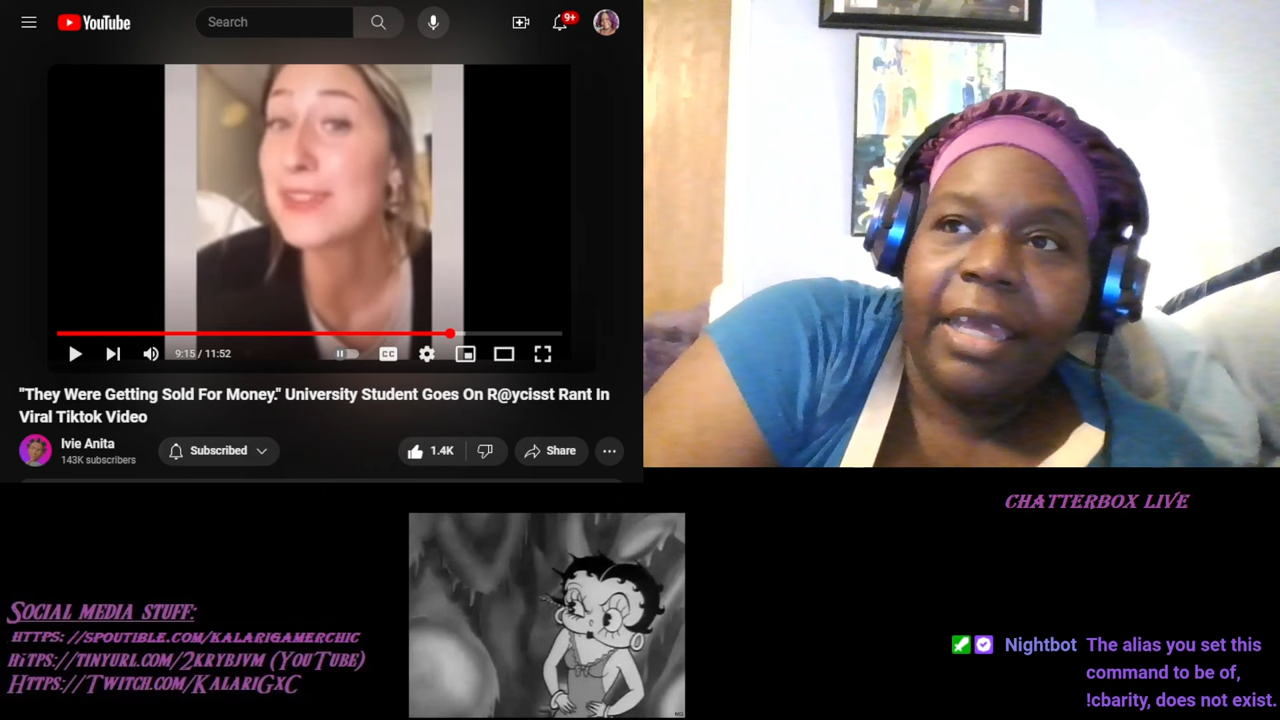 YouTube
Search
9+
CC
9:15 / 11:52
"They Were Getting Sold For Money." University Student Goes On R@ycisst Rant In
Viral Tiktok Video
Ivie Anita
143K subscribers
Subscribed
1.4K
Share
CHATTERBOX LIVE
SOCIAL MEDIA STUFF:
HTTPS://SPOUTIBLE.COM/KALARIGAMERCHIC
HTTPS://TINYURL.COM/2KRYBJVM (YOUTUBE)
HTTPS://TWITCH.COM/KALARIGXC
Nightbot The alias you set this
command to be of,
!cbarity, does not exist.